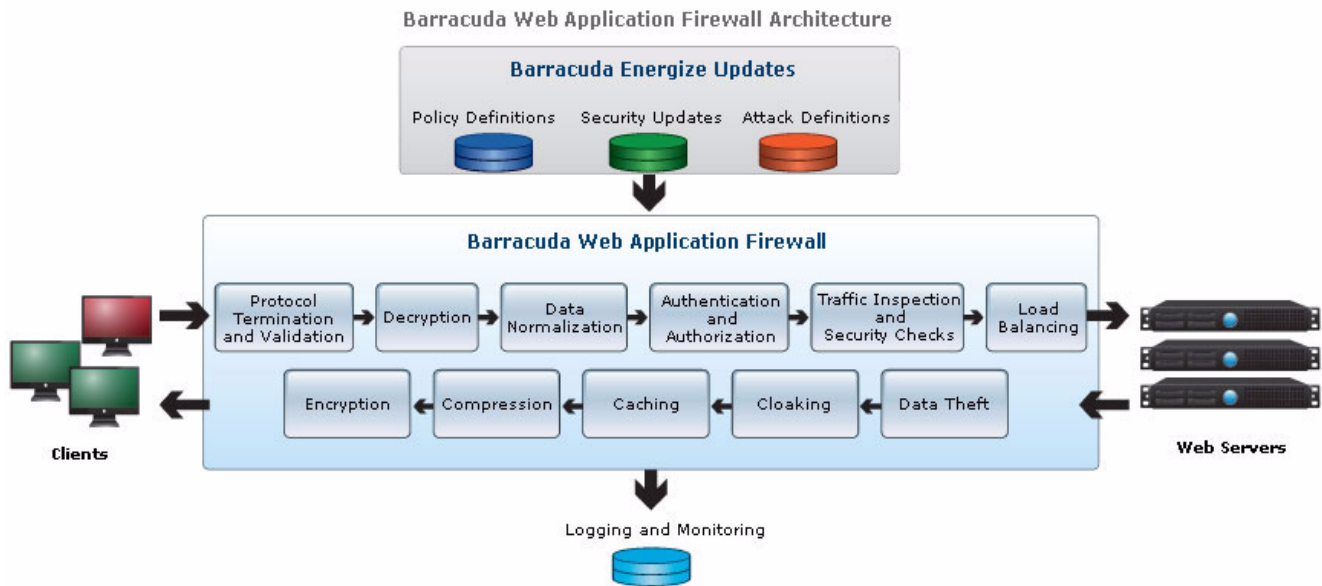 Barracuda Web Application Firewall Architecture
Barracuda Energize Updates
Policy Definitions
Security Updates
Attack Definitions
Barracuda Web Application Firewall
Protocol
Termination
and Validation
Decryption
Data
Normalization
Authentication
and
Authorization
Traffic Inspection
and
Security Checks
Load
Balancing
Encryption
Compression
Caching
Cloaking
Data Theft
Clients
Web Servers
Logging and Monitoring